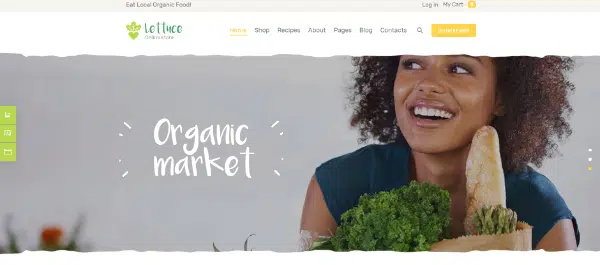 Eat Local Organic Food!
Log in My Cart 0
Lettuce
Online store
Home Shop Recipes About Pages Blog Contacts
Organic
market